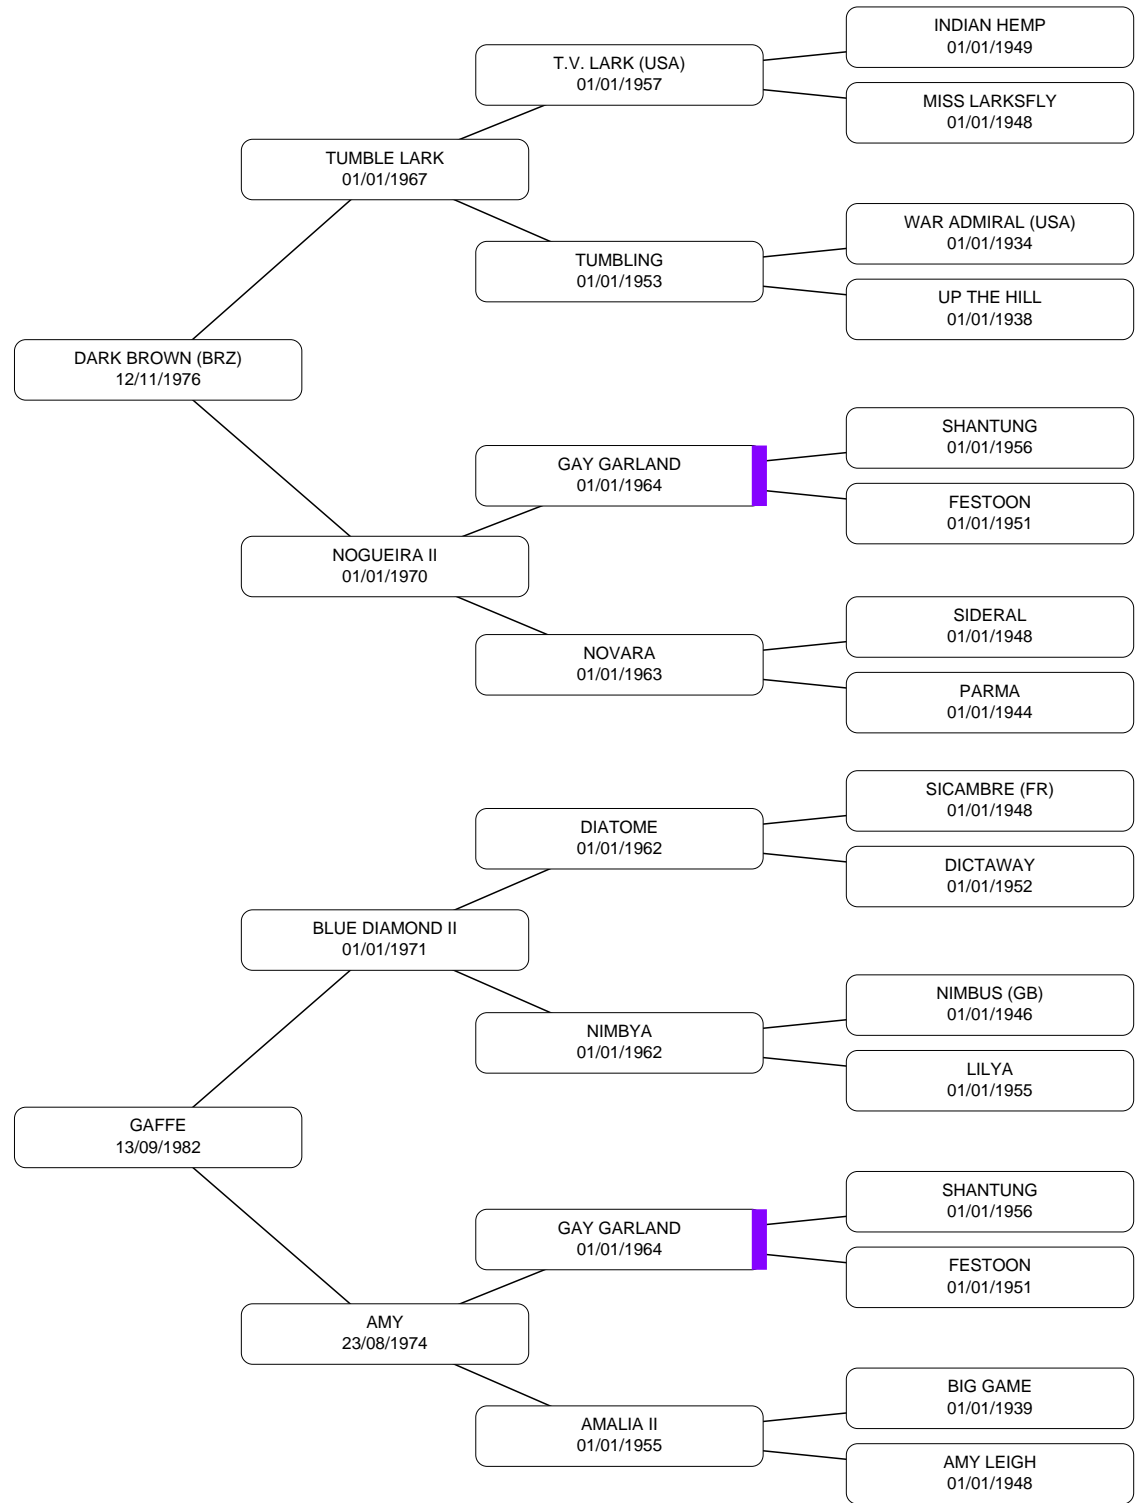 INDIAN HEMP
01/01/1949
T.V. LARK (USA)
01/01/1957
MISS LARKSFLY
01/01/1948
TUMBLE LARK
01/01/1967
WAR ADMIRAL (USA)
01/01/1934
TUMBLING
01/01/1953
UP THE HILL
01/01/1938
DARK BROWN (BRZ)
12/11/1976
SHANTUNG
01/01/1956
GAY GARLAND
01/01/1964
FESTOON
01/01/1951
NOGUEIRA II
01/01/1970
SIDERAL
01/01/1948
NOVARA
01/01/1963
PARMA
01/01/1944
SICAMBRE (FR)
01/01/1948
DIATOME
01/01/1962
DICTAWAY
01/01/1952
BLUE DIAMOND II
01/01/1971
NIMBUS (GB)
01/01/1946
NIMBYA
01/01/1962
LILYA
01/01/1955
GAFFE
13/09/1982
SHANTUNG
01/01/1956
GAY GARLAND
01/01/1964
FESTOON
01/01/1951
AMY
23/08/1974
BIG GAME
01/01/1939
AMALIA II
01/01/1955
AMY LEIGH
01/01/1948